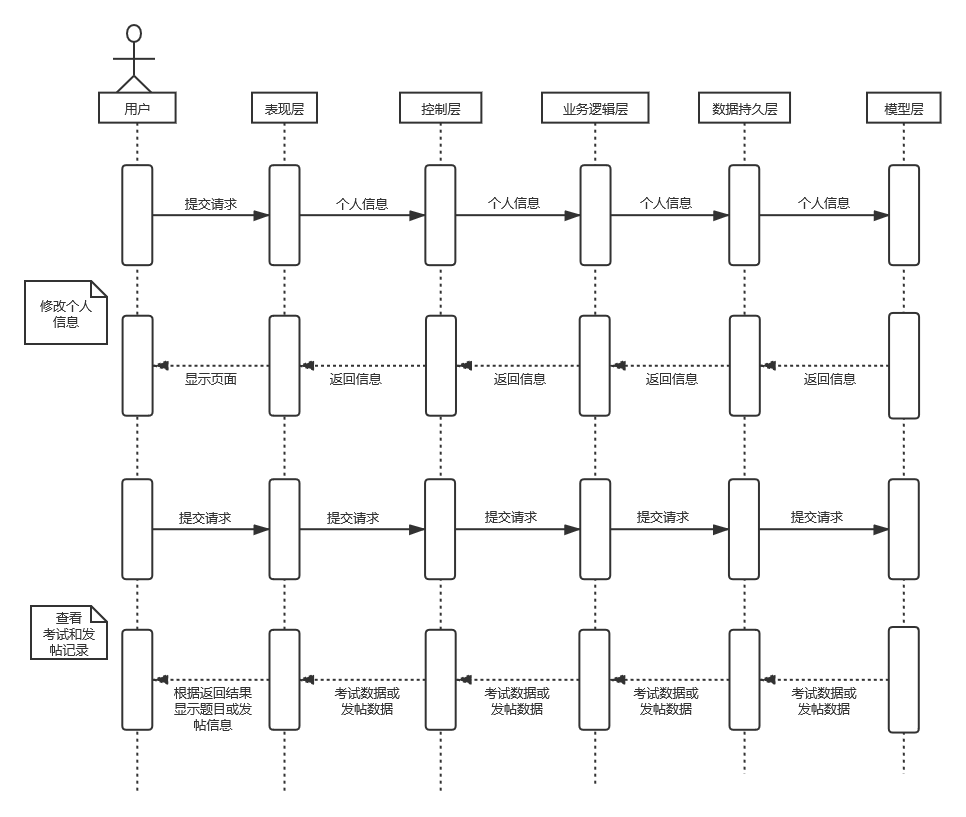 用户
表现层
控制层
业务逻辑层
数据持久层
模型层
提交请求
个人信息
个人信息
个人信息
个人信息
修改个人
信息
显示页面
返回信息
返回信息
返回信息
返回信息
提交请求
提交请求
提交请求
提交请求
提交请求
查看
考试和发
帖记录
根据返回结果
显示题目或发
帖信息
考试数据或
发帖数据
考试数据或
发帖数据
考试数据或
发帖数据
考试数据或
发帖数据